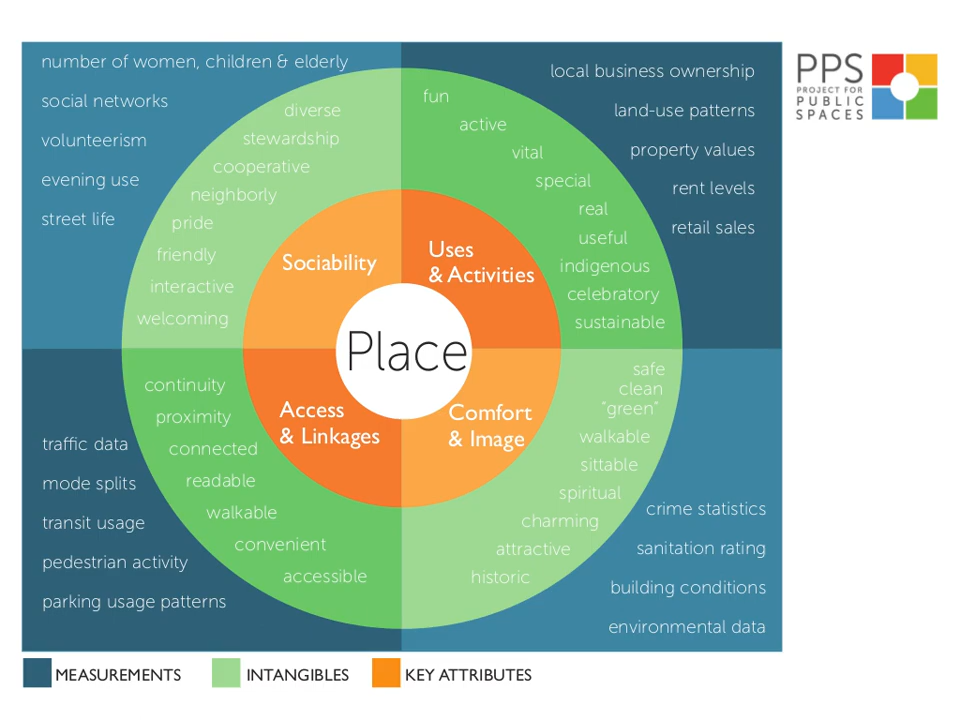 number of women, children & elderly
social networks
volunteerism
evening use
street life
diverse
stewardship
cooperative
neighborly
pride
friendly
interactive
welcoming
Sociability
fun
active
vital
special
real
useful
indigenous
celebratory
sustainable
Uses
& Activities
local business ownership
land-use patterns
property values
rent levels
retail sales
PPS
PROJECT FOR
PUBLIC
SPACES
Place
continuity
proximity
connected
readable
walkable
convenient
accessible
Access
& Linkages
traffic data
mode splits
transit usage
pedestrian activity
parking usage patterns
Comfort
& Image
safe
clean
"green"
walkable
sittable
spiritual
charming
attractive
historic
crime statistics
sanitation rating
building conditions
environmental data
MEASUREMENTS
INTANGIBLES
KEY ATTRIBUTES